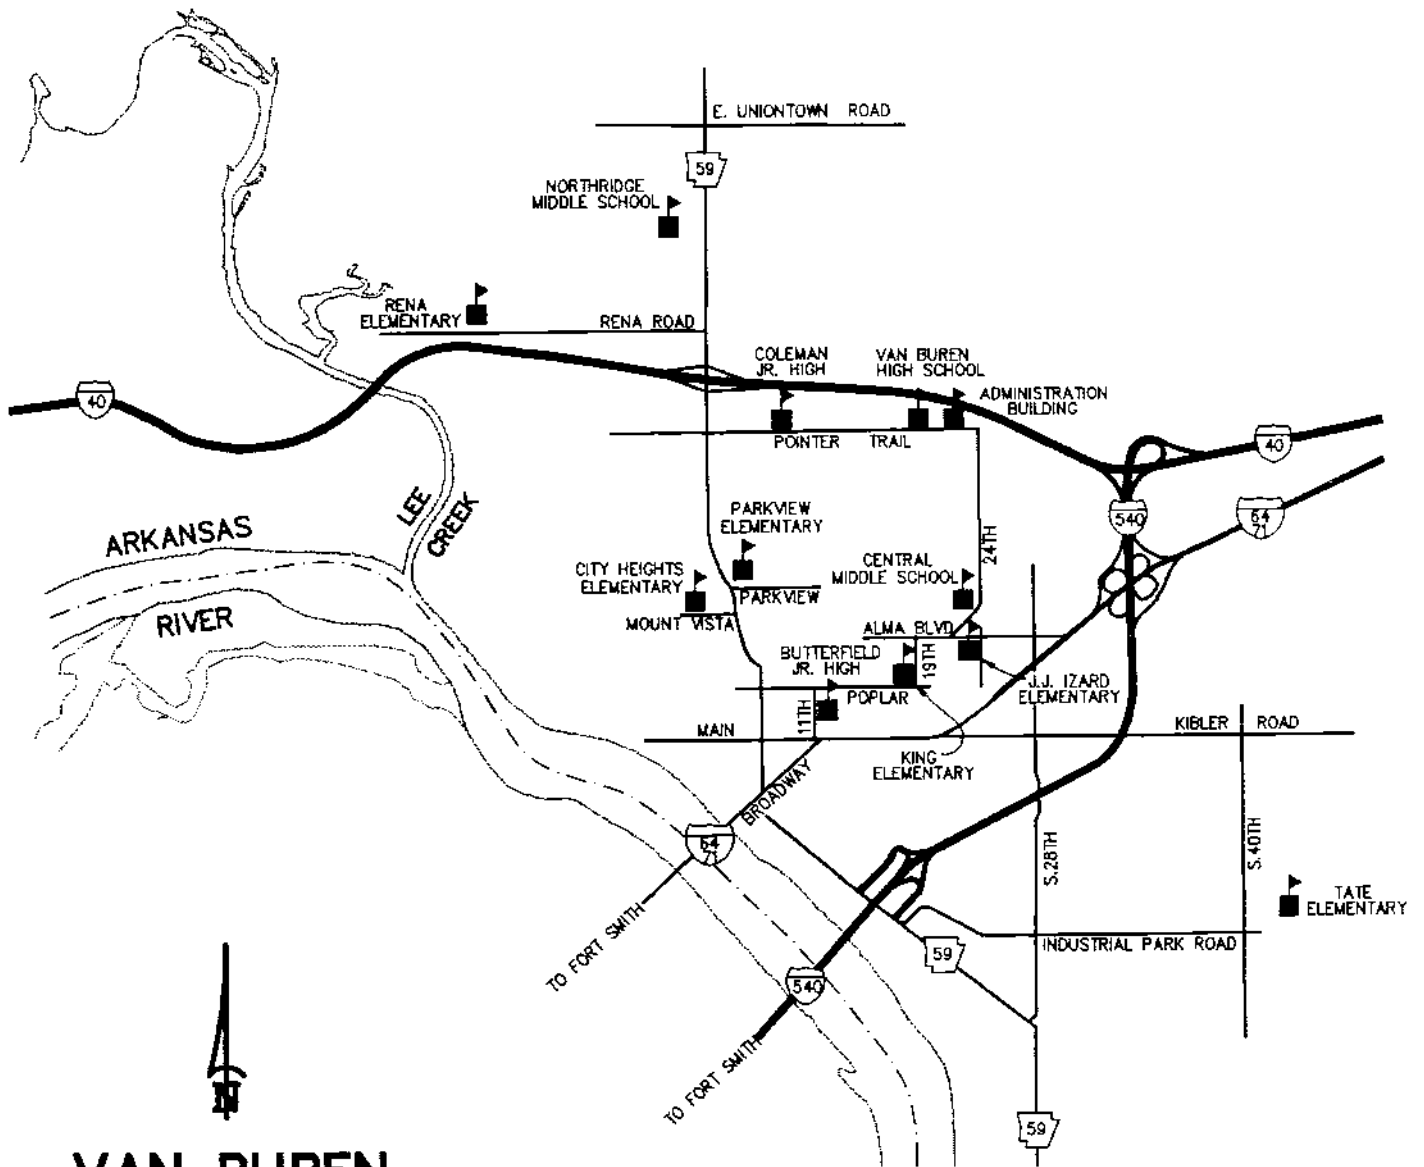 E. UNIONTOWN ROAD
59
NORTHRIDGE
MIDDLE SCHOOL
RENA
ELEMENTARY
RENA ROAD
COLEMAN
JR. HIGH
VAN BUREN
HIGH SCHOOL
ADMINISTRATION
BUILDING
40
POINTER TRAIL
40
LEE
CREEK
ARKANSAS
RIVER
PARKVIEW
ELEMENTARY
540
64
71
24TH
CITY HEIGHTS
ELEMENTARY
CENTRAL
MIDDLE SCHOOL
PARKVIEW
MOUNT VISTA
ALMA BLVD
BUTTERFIELD
JR. HIGH
19TH
J.J. IZARD
ELEMENTARY
POPLAR
11TH
MAIN
KIBLER ROAD
KING
ELEMENTARY
BROADWAY
64
71
S.28TH
S.40TH
TATE
ELEMENTARY
TO FORT SMITH
59
INDUSTRIAL PARK ROAD
540
TO FORT SMITH
N
59
VAN BUREN